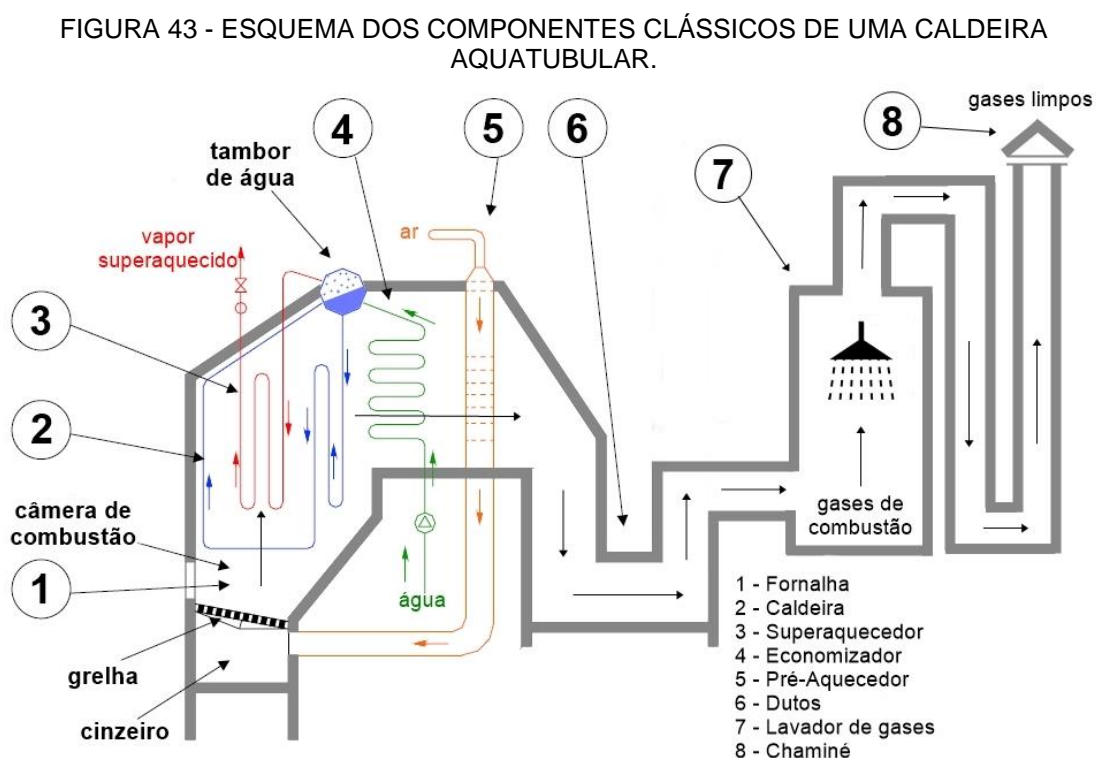 FIGURA 43 - ESQUEMA DOS COMPONENTES CLÁSSICOS DE UMA CALDEIRA
AQUATUBULAR.
gases limpos
8
4
5
6
tambor
de água
7
ar
vapor
superaquecido
3
2
câmera de
combustão
gases de
combustão
1
água
grelha
cinzeiro
1 - Fornalha
2 - Caldeira
3 - Superaquecedor
4 - Economizador
5 - Pré-Aquecedor
6 - Dutos
7 - Lavador de gases
8 - Chaminé